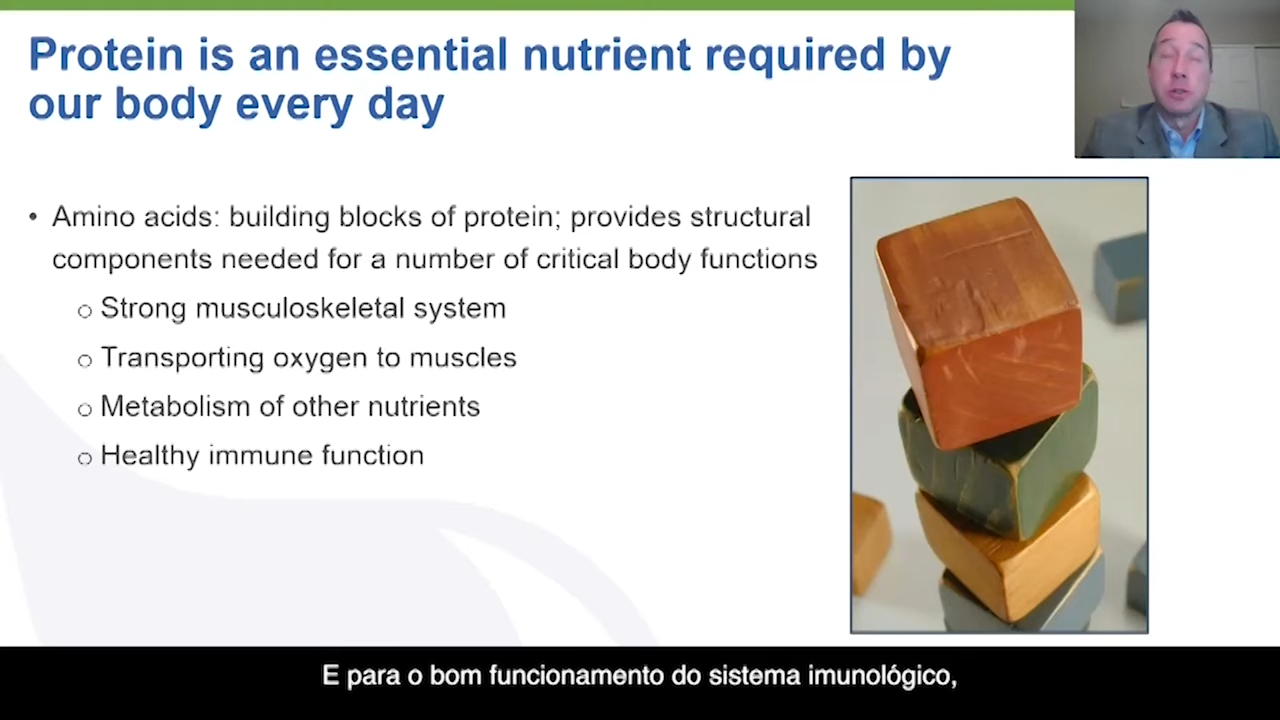 Protein is an essential nutrient required by
our body every day
• Amino acids: building blocks of protein; provides structural
components needed for a number of critical body functions
o Strong musculoskeletal system
o Transporting oxygen to muscles
o Metabolism of other nutrients
o Healthy immune function
E para o bom funcionamento do sistema imunológico,